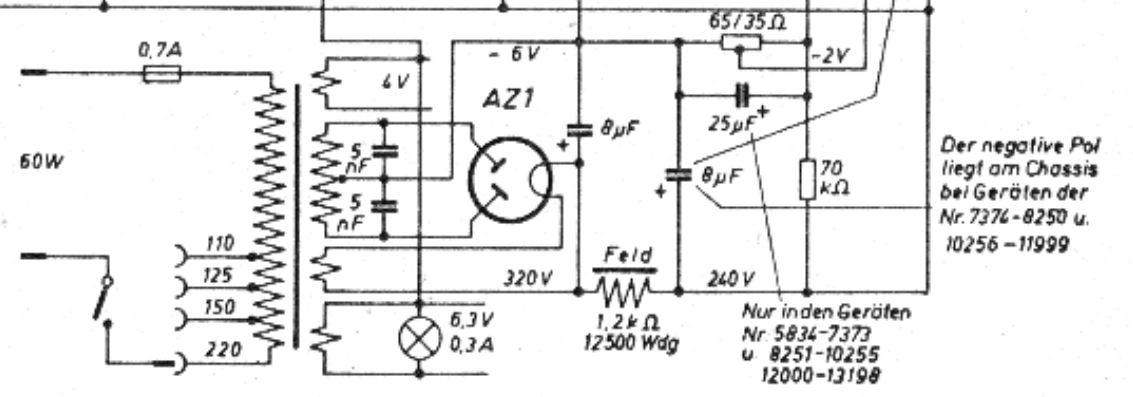 0,7A
60W
110
125
150
220
4V
5
nF
5
nF
- 6V
AZ1
8µF
+
320V
6,3V
0,3A
Feld
1,2kΩ
12500 Wdg
65/35Ω
-2V
25µF+
8µF
+
70
kΩ
240V
Der negative Pol
liegt am Chassis
bei Geräten der
Nr. 7374-8250 u.
10256-11999
Nur in den Geräten
Nr. 5834-7373
u. 8251-10255
12000-13198